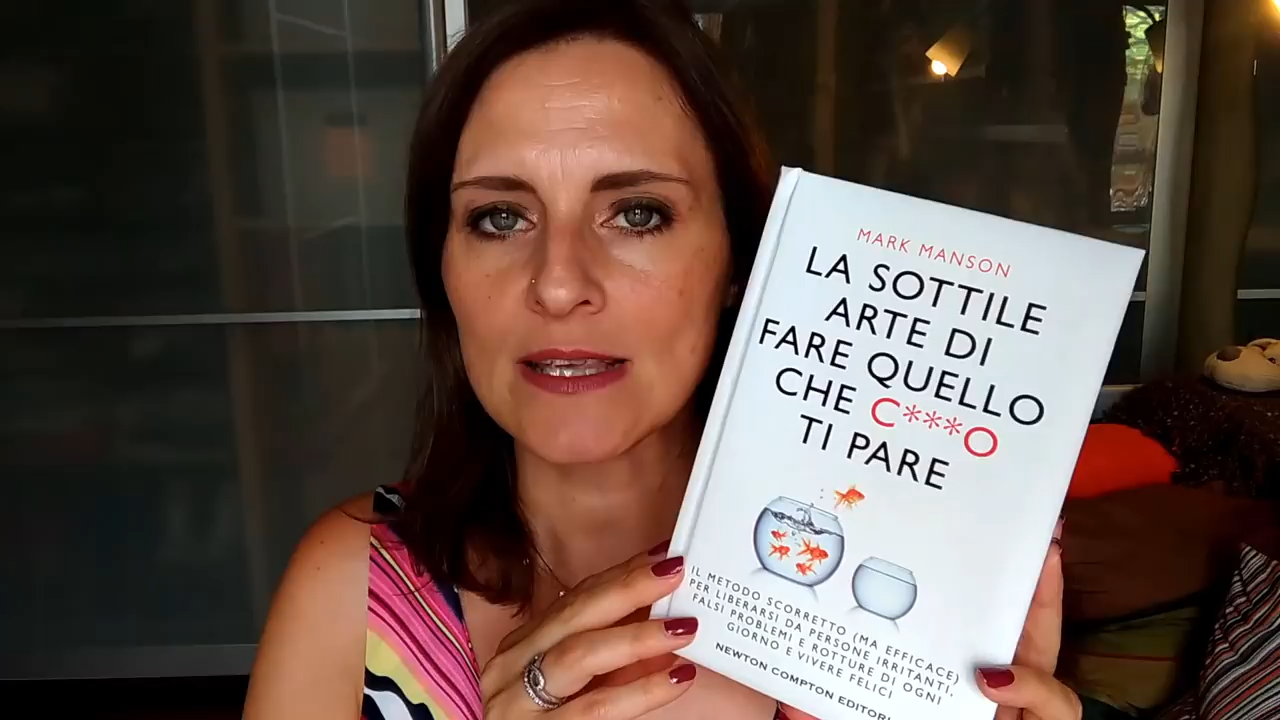 MARK MANSON
LA SOTTILE
ARTE DI
FARE QUELLO
CHE C***O
TI PARE
IL METODO SCORRETTO (MA EFFICACE)
PER LIBERARSI DA PERSONE IRRITANTI,
FALSI PROBLEMI E ROTTURE DI OGNI
GIORNO E VIVERE FELICI
NEWTON COMPTON EDITORI